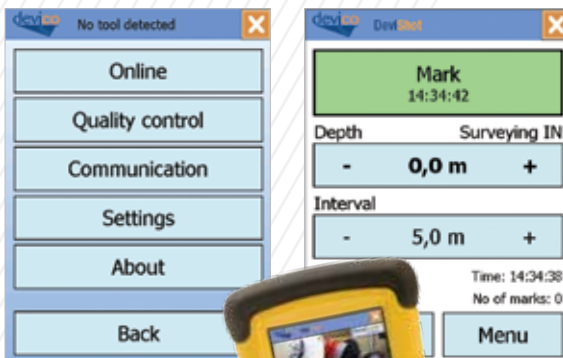 devico No tool detected
Online
Quality control
Communication
Settings
About
Back
devico DeviShot
Mark
14:34:42
Depth Surveying IN
- 0,0 m +
Interval
- 5,0 m +
Time: 14:34:38
No of marks: 0
Menu